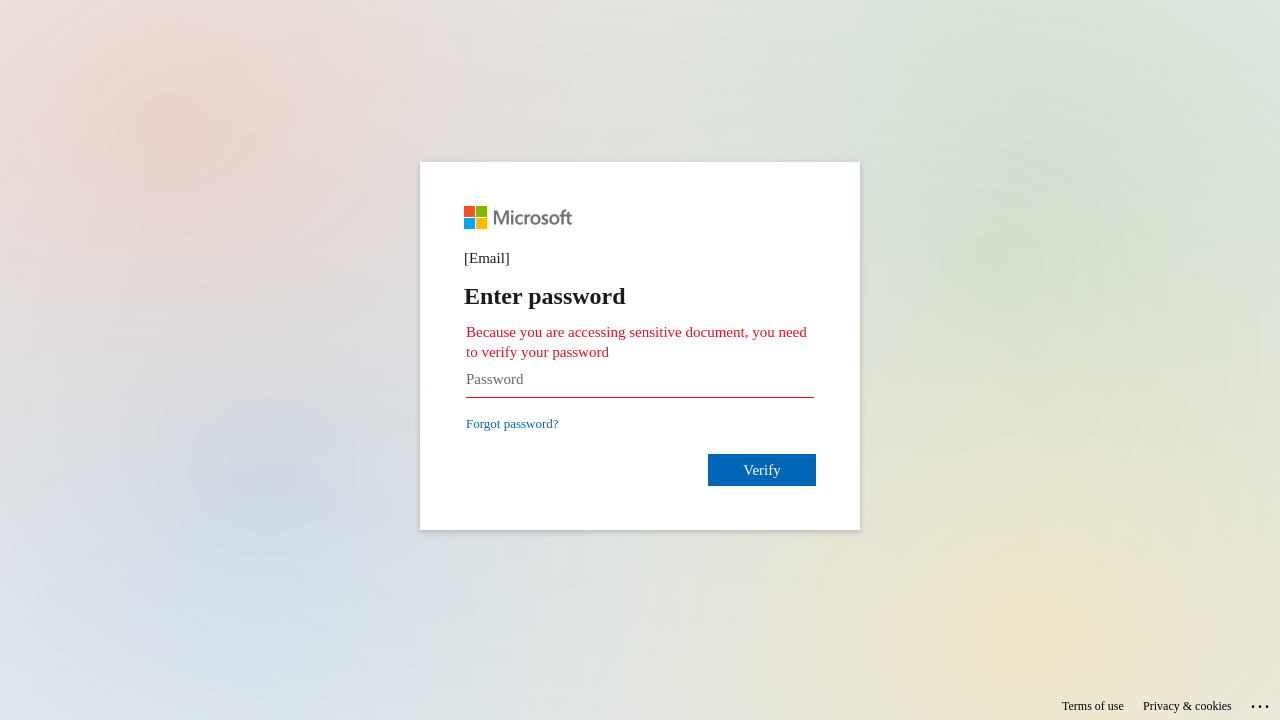 Microsoft
[Email]
Enter password
Because you are accessing sensitive document, you need
to verify your password
Password
Forgot password?
Verify
Terms of use Privacy & cookies ...